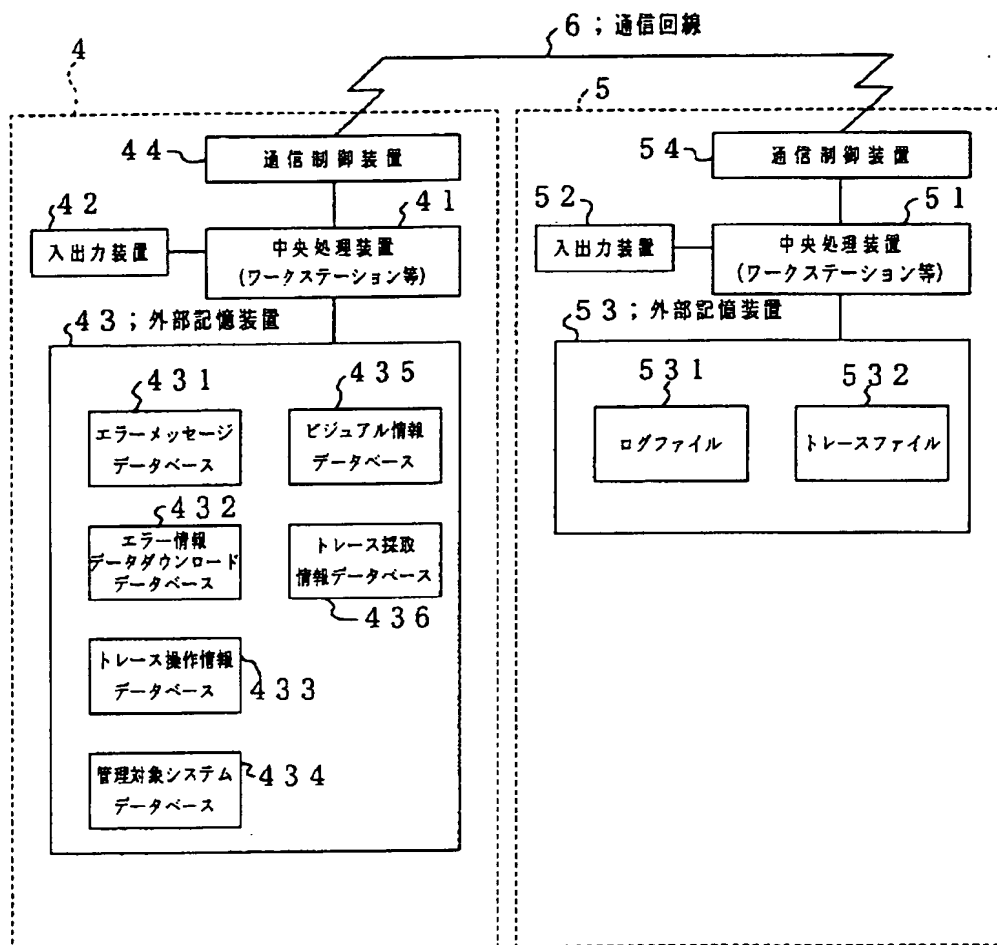 6;通信回線
4
5
44
通信制御装置
54
通信制御装置
42
41
入出力装置
中央処理装置
(ワークステーション等)
52
51
入出力装置
中央処理装置
(ワークステーション等)
43;外部記憶装置
53;外部記憶装置
431
エラーメッセージ
データベース
435
ビジュアル情報
データベース
531
ログファイル
532
トレースファイル
432
エラー情報
データダウンロード
データベース
トレース採取
情報データベース
436
トレース操作情報
データベース
433
管理対象システム
データベース
434